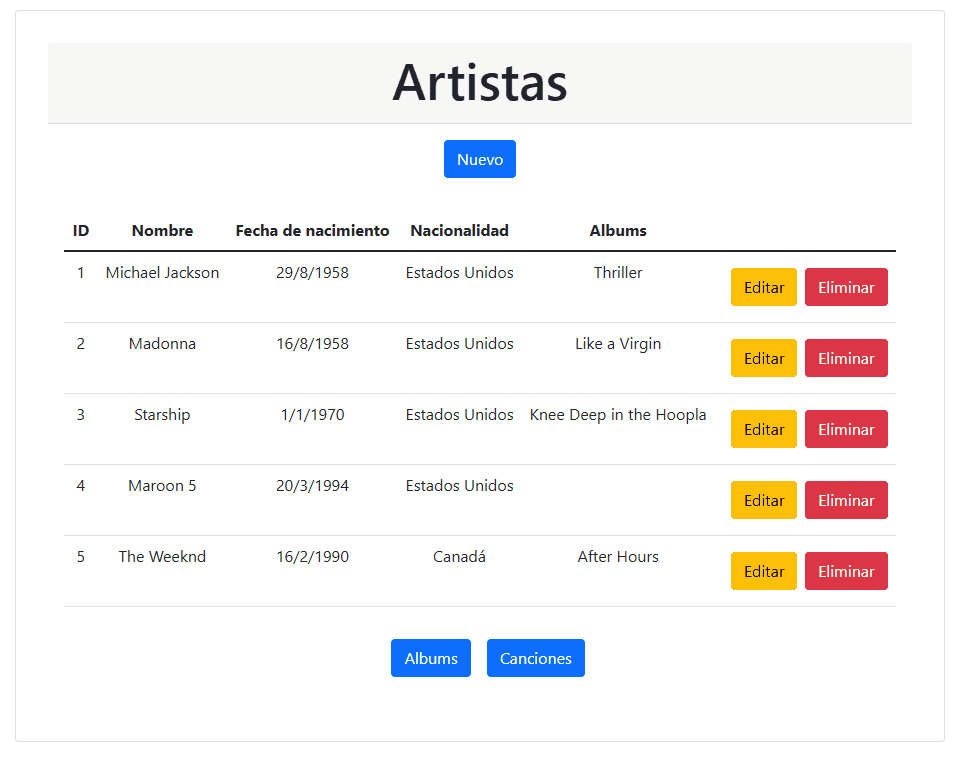 Artistas
Nuevo
ID Nombre Fecha de nacimiento Nacionalidad Albums
1 Michael Jackson 29/8/1958 Estados Unidos Thriller Editar Eliminar
2 Madonna 16/8/1958 Estados Unidos Like a Virgin Editar Eliminar
3 Starship 1/1/1970 Estados Unidos Knee Deep in the Hoopla Editar Eliminar
4 Maroon 5 20/3/1994 Estados Unidos Editar Eliminar
5 The Weeknd 16/2/1990 Canadá After Hours Editar Eliminar
Albums Canciones